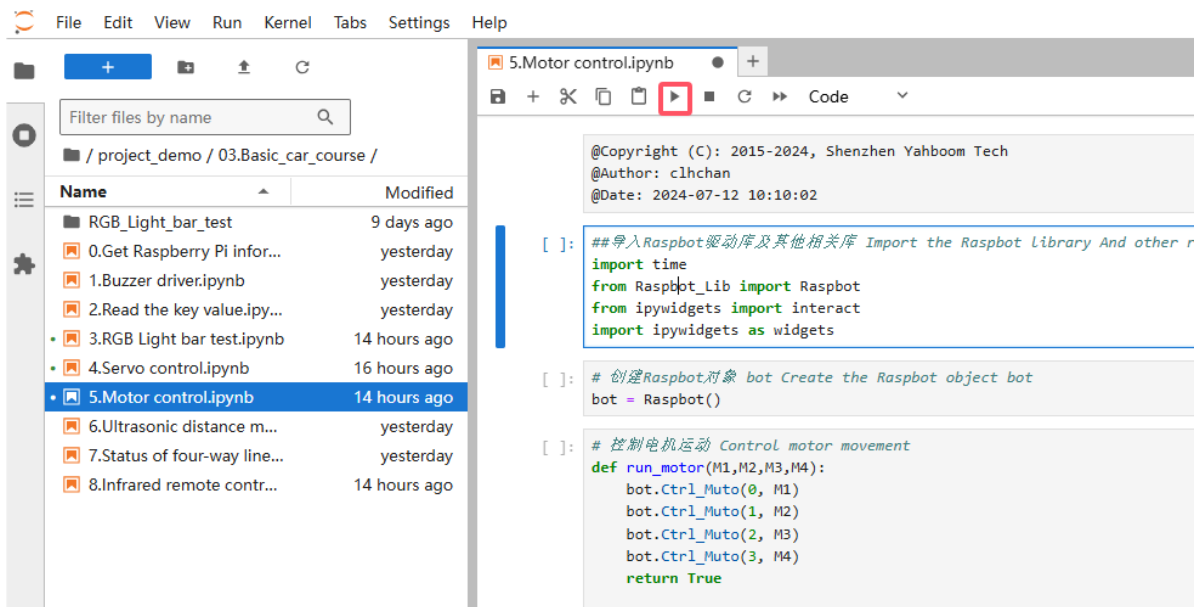 File Edit View Run Kernel Tabs Settings Help
Filter files by name
/ project_demo / 03.Basic_car_course /
Name Modified
RGB_Light_bar_test 9 days ago
0.Get Raspberry Pi infor... yesterday
1.Buzzer driver.ipynb yesterday
2.Read the key value.ipy... yesterday
3.RGB Light bar test.ipynb 14 hours ago
4.Servo control.ipynb 16 hours ago
5.Motor control.ipynb 14 hours ago
6.Ultrasonic distance m... yesterday
7.Status of four-way line... yesterday
8.Infrared remote contr... 14 hours ago
5.Motor control.ipynb
Code
@Copyright (C): 2015-2024, Shenzhen Yahboom Tech
@Author: clhchan
@Date: 2024-07-12 10:10:02
[ ]: ##导入Raspbot驱动库及其他相关库 Import the Raspbot library And other r
import time
from Raspbot_Lib import Raspbot
from ipywidgets import interact
import ipywidgets as widgets
[ ]: # 创建Raspbot对象 bot Create the Raspbot object bot
bot = Raspbot()
[ ]: # 控制电机运动 Control motor movement
def run_motor(M1,M2,M3,M4):
    bot.Ctrl_Muto(0, M1)
    bot.Ctrl_Muto(1, M2)
    bot.Ctrl_Muto(2, M3)
    bot.Ctrl_Muto(3, M4)
    return True